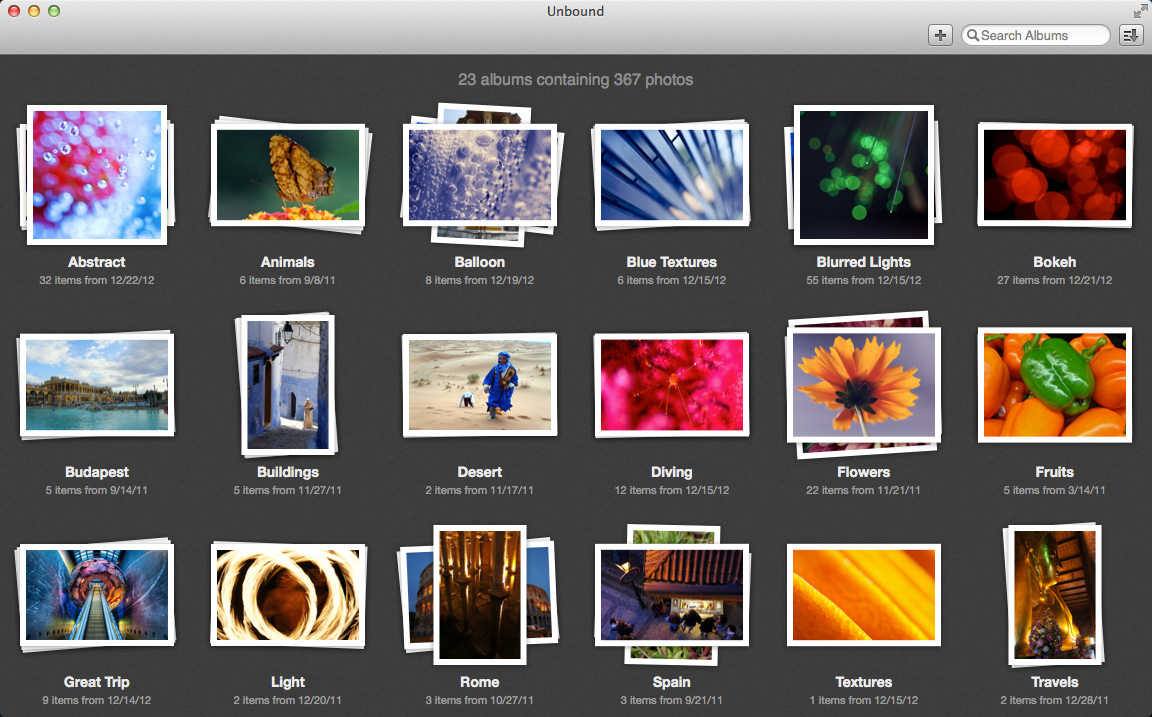 Unbound
Search Albums
23 albums containing 367 photos
Abstract
32 items from 12/22/12
Animals
6 items from 9/8/11
Balloon
8 items from 12/19/12
Blue Textures
6 items from 12/15/12
Blurred Lights
55 items from 12/15/12
Bokeh
27 items from 12/21/12
Budapest
5 items from 9/14/11
Buildings
5 items from 11/27/11
Desert
2 items from 11/17/11
Diving
12 items from 12/15/12
Flowers
22 items from 11/21/11
Fruits
5 items from 3/14/11
Great Trip
9 items from 12/14/12
Light
2 items from 12/20/11
Rome
3 items from 10/27/11
Spain
3 items from 9/21/11
Textures
1 items from 12/15/12
Travels
2 items from 12/28/11